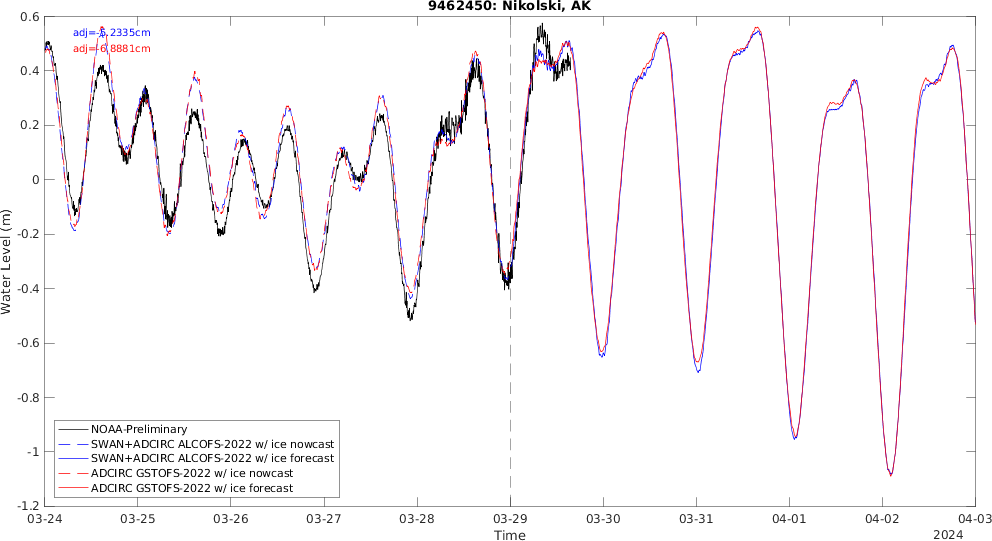 9462450: Nikolski, AK
adj=-5.2335cm
adj=-6.8881cm
0.6
0.4
0.2
0
-0.2
-0.4
-0.6
-0.8
-1
-1.2
Water Level (m)
NOAA-Preliminary
SWAN+ADCIRC ALCOFS-2022 w/ ice nowcast
SWAN+ADCIRC ALCOFS-2022 w/ ice forecast
ADCIRC GSTOFS-2022 w/ ice nowcast
ADCIRC GSTOFS-2022 w/ ice forecast
03-24 03-25 03-26 03-27 03-28 03-29 03-30 03-31 04-01 04-02 04-03
Time
2024